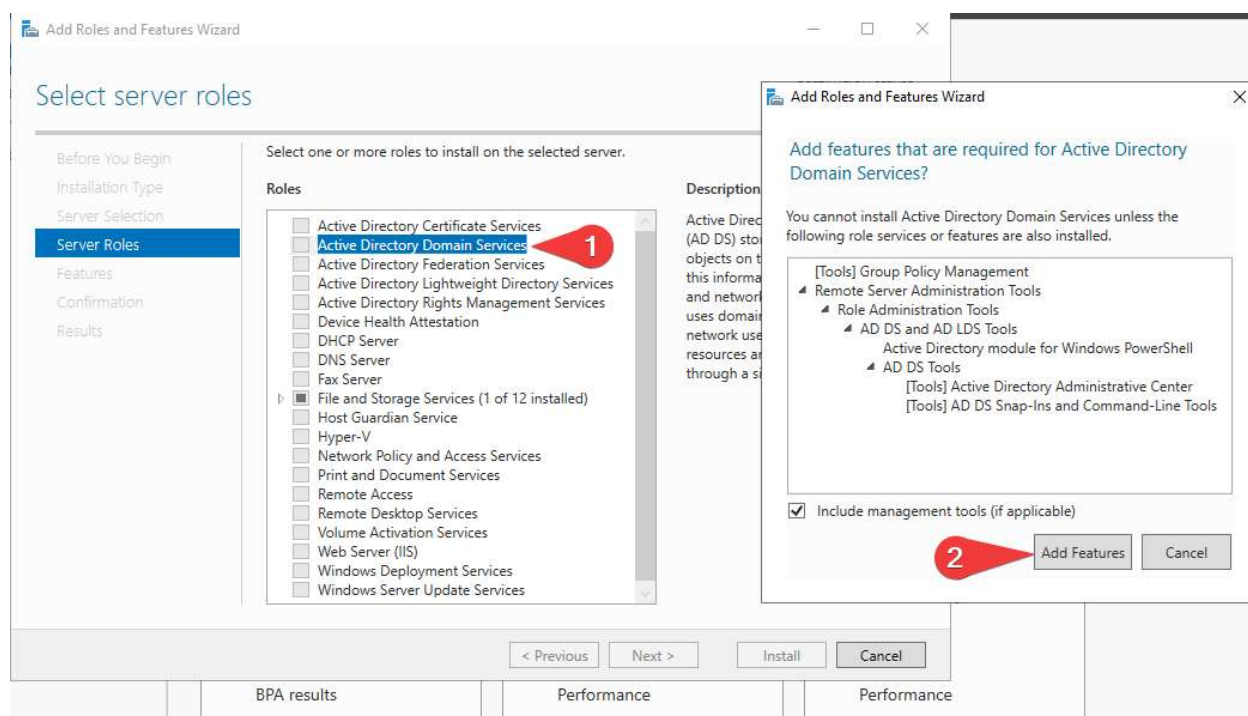 Add Roles and Features Wizard
Select server roles
Before You Begin
Installation Type
Server Selection
Server Roles
Features
Confirmation
Results
Select one or more roles to install on the selected server.
Roles
Active Directory Certificate Services
Active Directory Domain Services
1
Active Directory Federation Services
Active Directory Lightweight Directory Services
Active Directory Rights Management Services
Device Health Attestation
DHCP Server
DNS Server
Fax Server
File and Storage Services (1 of 12 installed)
Host Guardian Service
Hyper-V
Network Policy and Access Services
Print and Document Services
Remote Access
Remote Desktop Services
Volume Activation Services
Web Server (IIS)
Windows Deployment Services
Windows Server Update Services
Description
Active Direc
(AD DS) sto
objects on t
this informa
and network
uses domain
network use
resources a
through a si
< Previous
Next >
Install
Cancel
Add Roles and Features Wizard
Add features that are required for Active Directory
Domain Services?
You cannot install Active Directory Domain Services unless the
following role services or features are also installed.
[Tools] Group Policy Management
Remote Server Administration Tools
Role Administration Tools
AD DS and AD LDS Tools
Active Directory module for Windows PowerShell
AD DS Tools
[Tools] Active Directory Administrative Center
[Tools] AD DS Snap-Ins and Command-Line Tools
Include management tools (if applicable)
2
Add Features
Cancel
BPA results
Performance
Performance